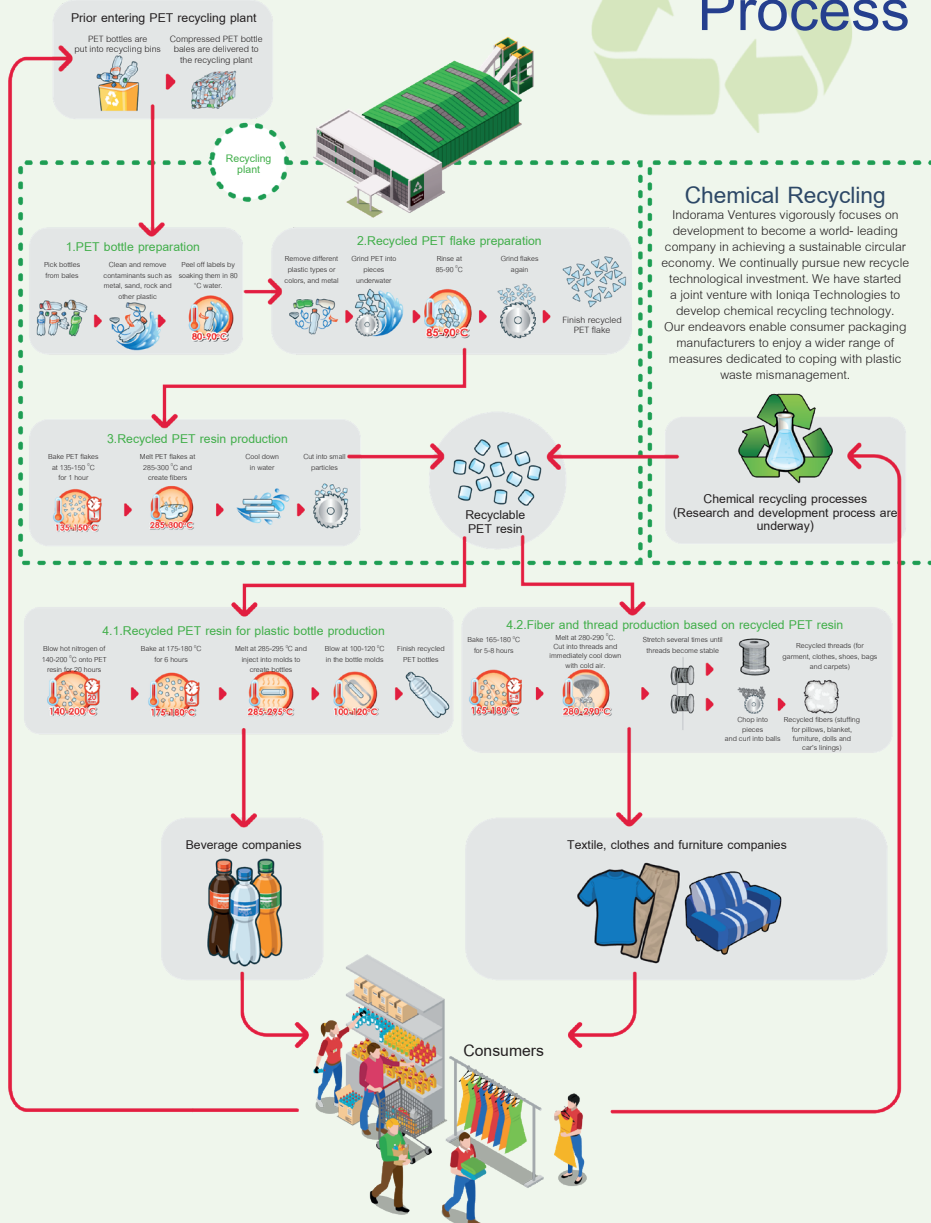 Process
Prior entering PET recycling plant
PET bottles are
put into recycling bins
Compressed PET bottle
bales are delivered to
the recycling plant
Recycling
plant
1.PET bottle preparation
Pick bottles
from bales
Clean and remove
contaminants such as
metal, sand, rock and
other plastic
Peel off labels by
soaking them in 80
°C water.
80-90°C
2.Recycled PET flake preparation
Remove different
plastic types or
colors, and metal
Grind PET into
pieces
underwater
Rinse at
85-90 °C
85-90°C
Grind flakes
again
Finish recycled
PET flake
Chemical Recycling
Indorama Ventures vigorously focuses on
development to become a world- leading
company in achieving a sustainable circular
economy. We continually pursue new recycle
technological investment. We have started
a joint venture with Ioniqa Technologies to
develop chemical recycling technology.
Our endeavors enable consumer packaging
manufacturers to enjoy a wider range of
measures dedicated to coping with plastic
waste mismanagement.
3.Recycled PET resin production
Bake PET flakes
at 135-150 °C
for 1 hour
135-150°C
Melt PET flakes at
285-300 °C and
create fibers
285-300°C
Cool down
in water
Cut into small
particles
Recyclable
PET resin
Chemical recycling processes
(Research and development process are
underway)
4.1.Recycled PET resin for plastic bottle production
Blow hot nitrogen of
140-200 °C onto PET
resin for 20 hours
20
140-200°C
Bake at 175-180 °C
for 6 hours
6
175-180°C
Melt at 285-295 °C and
inject into molds to
create bottles
285-295°C
Blow at 100-120 °C
in the bottle molds
100-120°C
Finish recycled
PET bottles
4.2.Fiber and thread production based on recycled PET resin
Bake 165-180 °C
for 5-8 hours
5-8
165-180°C
Melt at 280-290 °C.
Cut into threads and
immediately cool down
with cold air.
280-290°C
Stretch several times until
threads become stable
Recycled threads (for
garment, clothes, shoes, bags
and carpets)
Chop into
pieces
and curl into balls
Recycled fibers (stuffing
for pillows, blanket,
furniture, dolls and
car's linings)
Beverage companies
Textile, clothes and furniture companies
Consumers